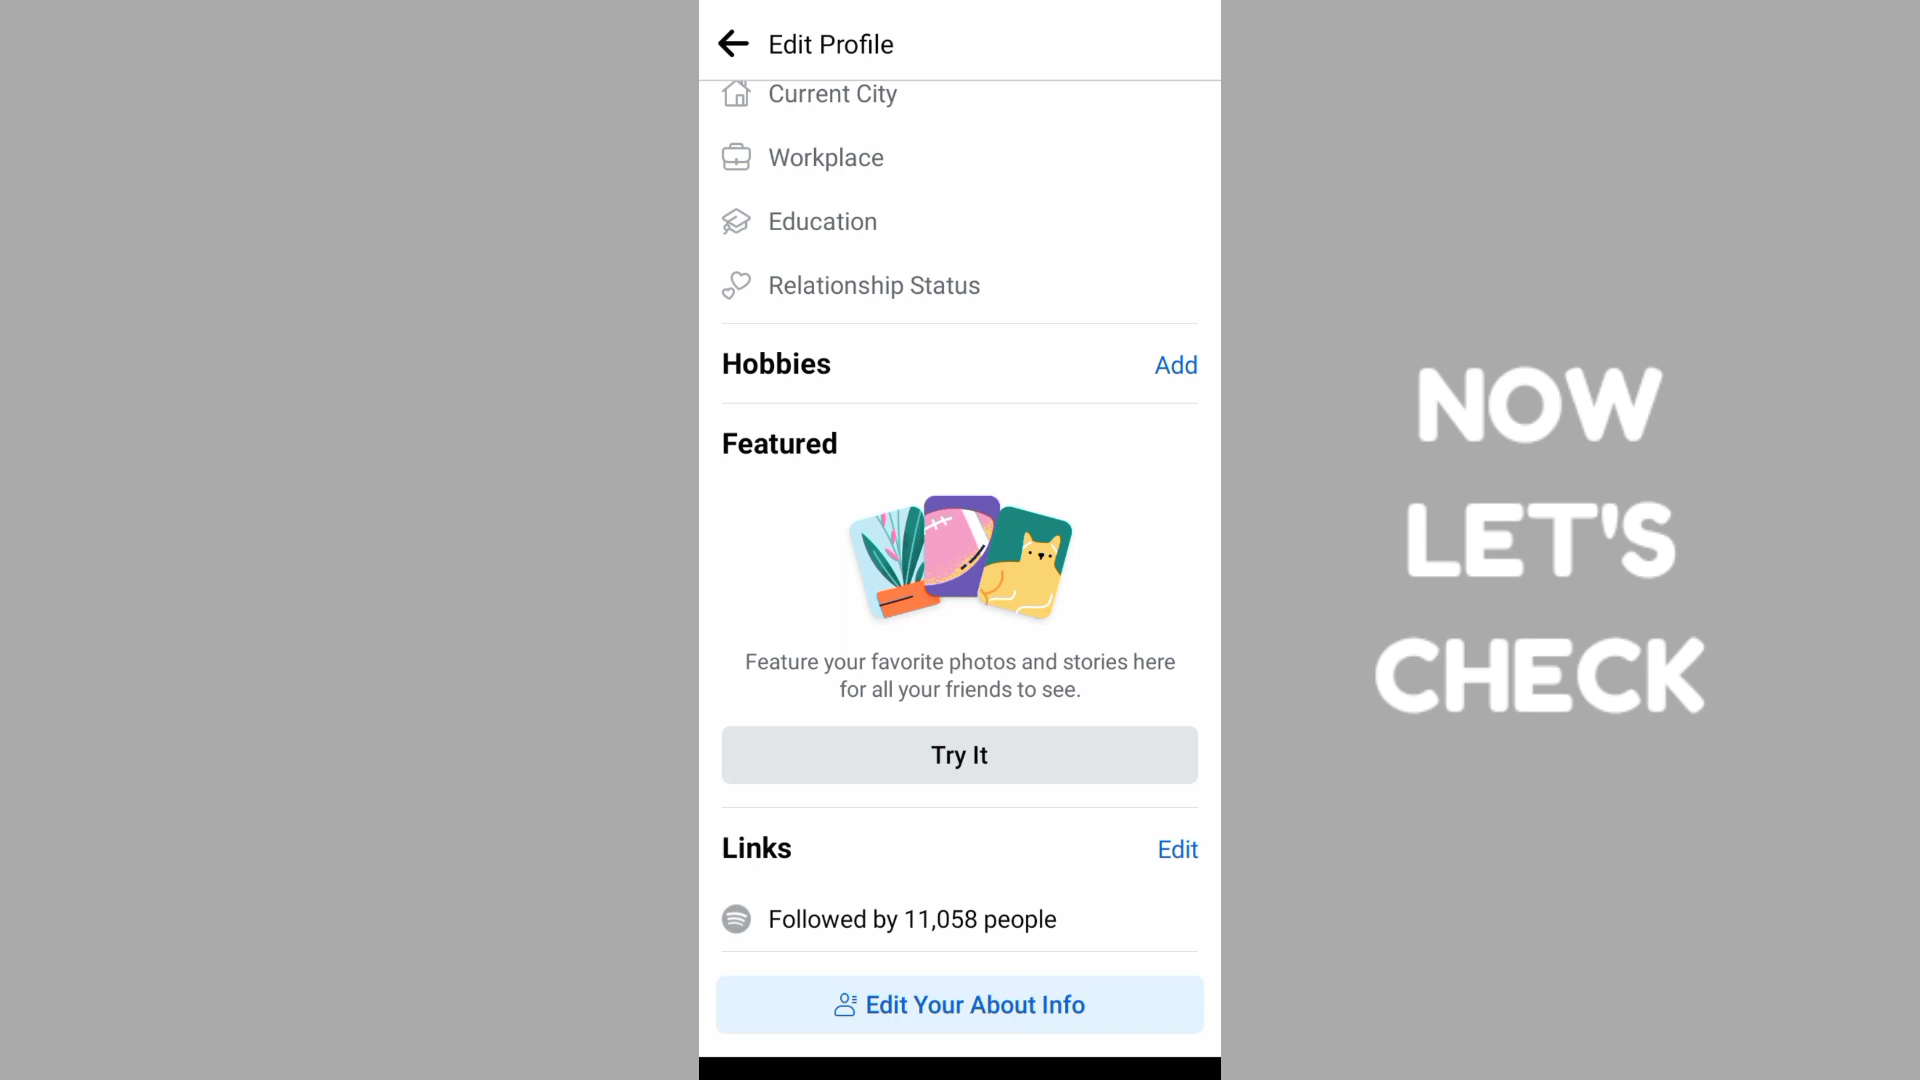 Edit Profile
Current City
Workplace
Education
Relationship Status
Hobbies
Add
Featured
Feature your favorite photos and stories here
for all your friends to see.
Try It
Links
Edit
Followed by 11,058 people
Edit Your About Info
NOW
LET'S
CHECK